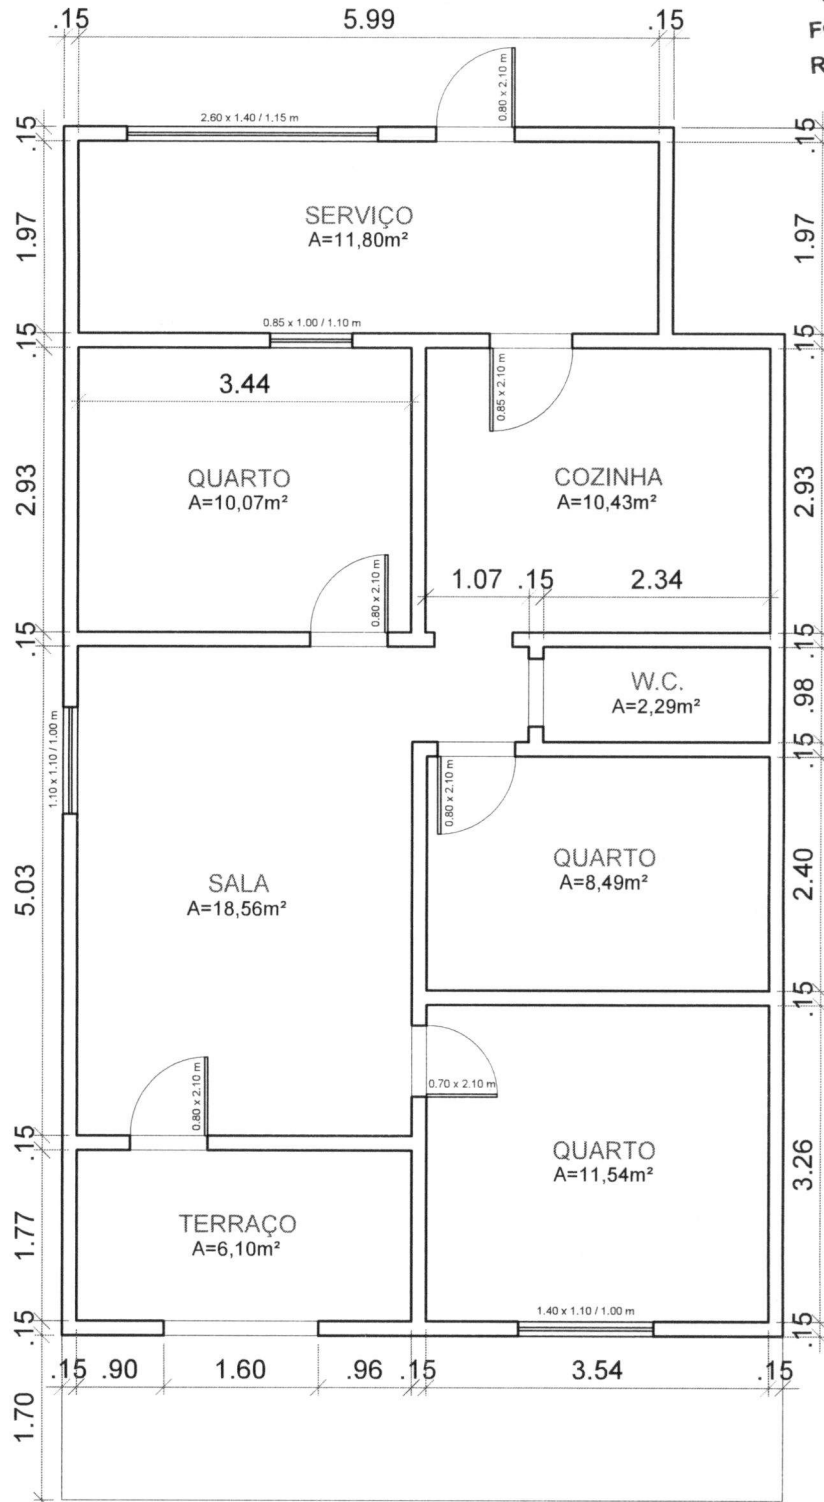 .15 5.99 .15
F
R
2.60 x 1.40 / 1.15 m
0.80 x 2.10 m
.15
.15
SERVIÇO
A=11,80m²
1.97
1.97
0.85 x 1.00 / 1.10 m
.15
.15
0.85 x 2.10 m
3.44
QUARTO
A=10,07m²
COZINHA
A=10,43m²
2.93
2.93
0.80 x 2.10 m
1.07 .15 2.34
.15
.15
W.C.
A=2,29m²
.98
1.10 x 1.10 / 1.00 m
.15
0.80 x 2.10 m
QUARTO
A=8,49m²
2.40
SALA
A=18,56m²
5.03
.15
0.70 x 2.10 m
0.80 x 2.10 m
.15
QUARTO
A=11,54m²
3.26
TERRAÇO
A=6,10m²
1.77
1.40 x 1.10 / 1.00 m
.15
.15
.15 .90 1.60 .96 .15 3.54 .15
1.70